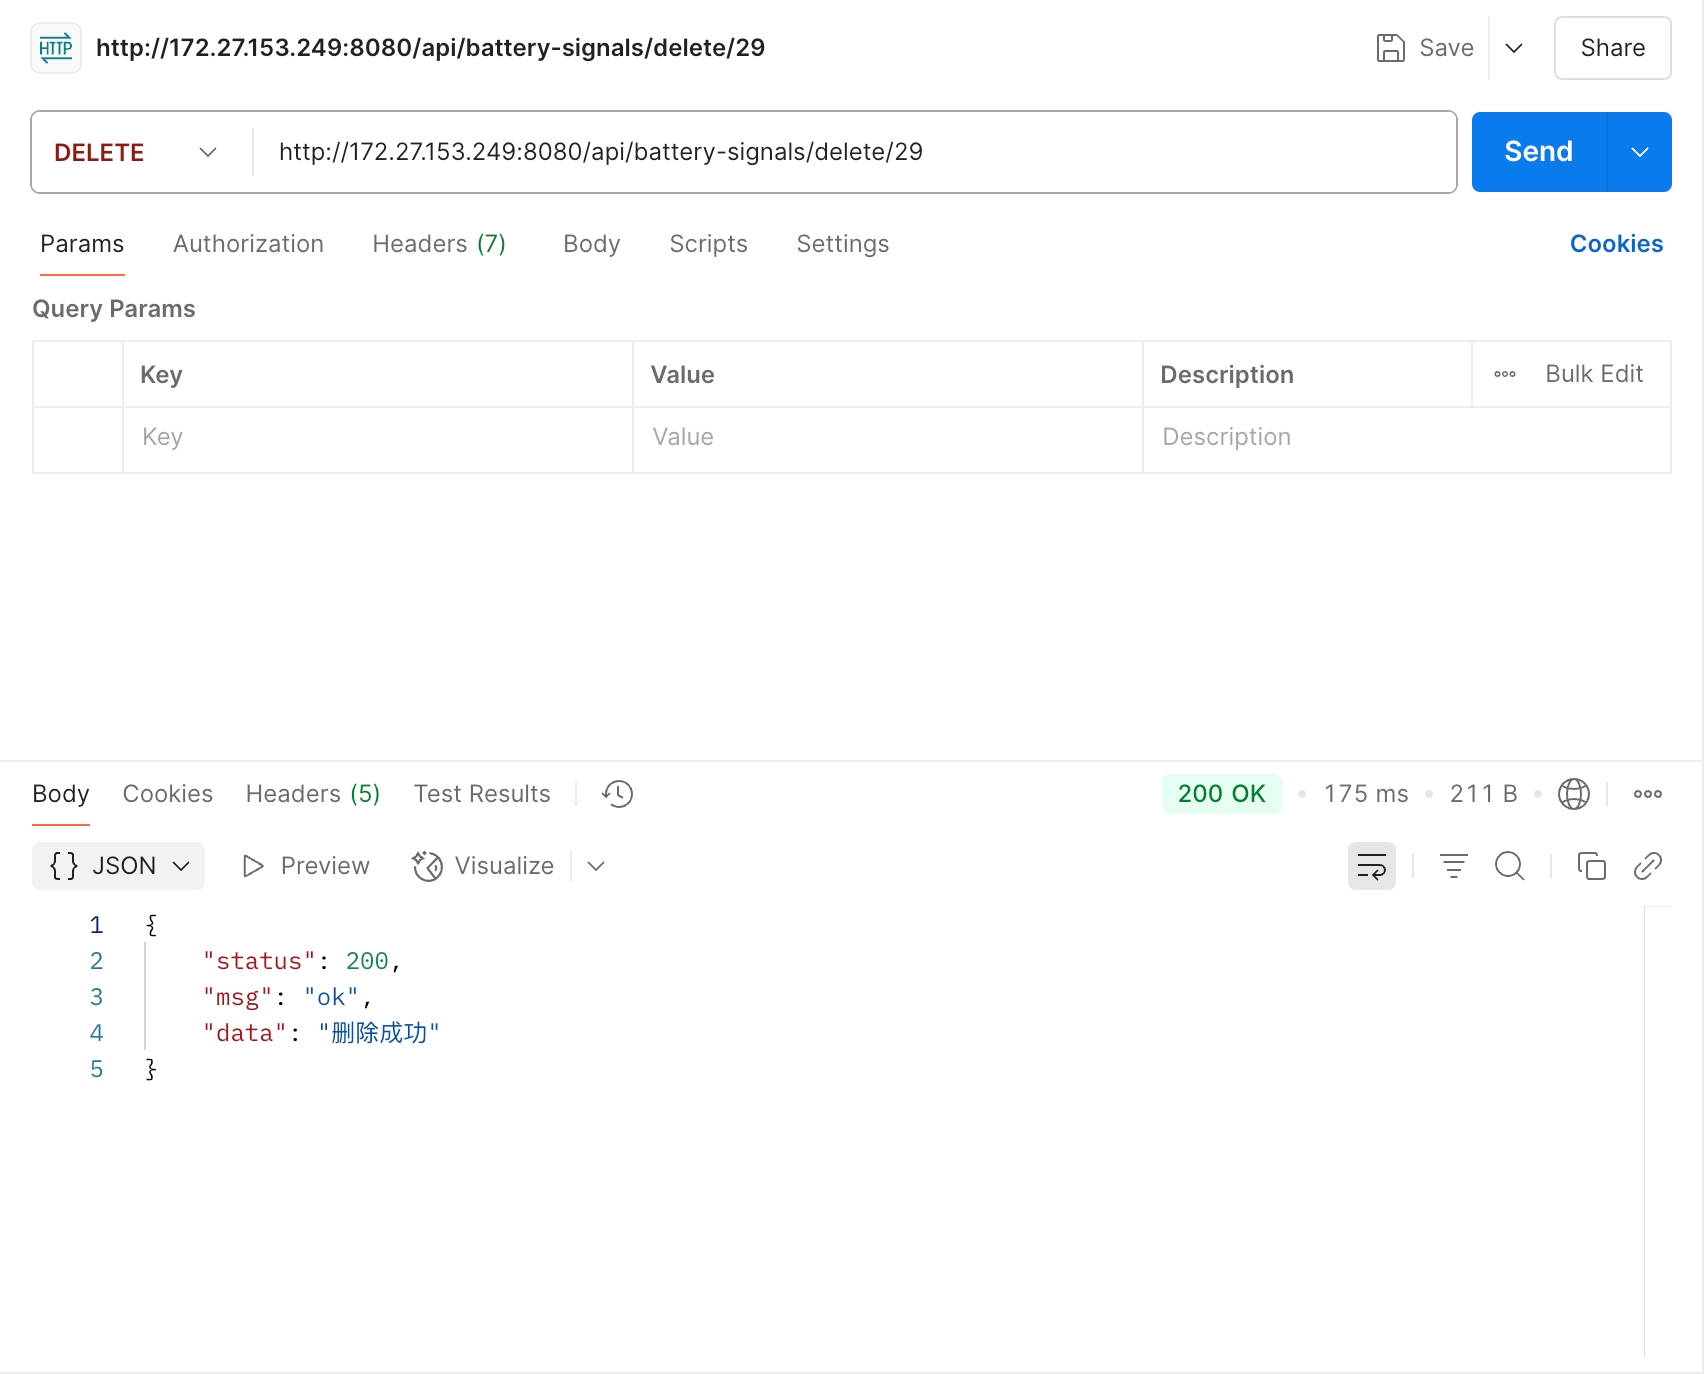 HTTP http://172.27.153.249:8080/api/battery-signals/delete/29 Save Share
DELETE http://172.27.153.249:8080/api/battery-signals/delete/29 Send
Params Authorization Headers (7) Body Scripts Settings Cookies
Query Params
Key Value Description Bulk Edit
Key Value Description
Body Cookies Headers (5) Test Results 200 OK 175 ms 211 B
{} JSON Preview Visualize
1 {
2 "status": 200,
3 "msg": "ok",
4 "data": "删除成功"
5 }